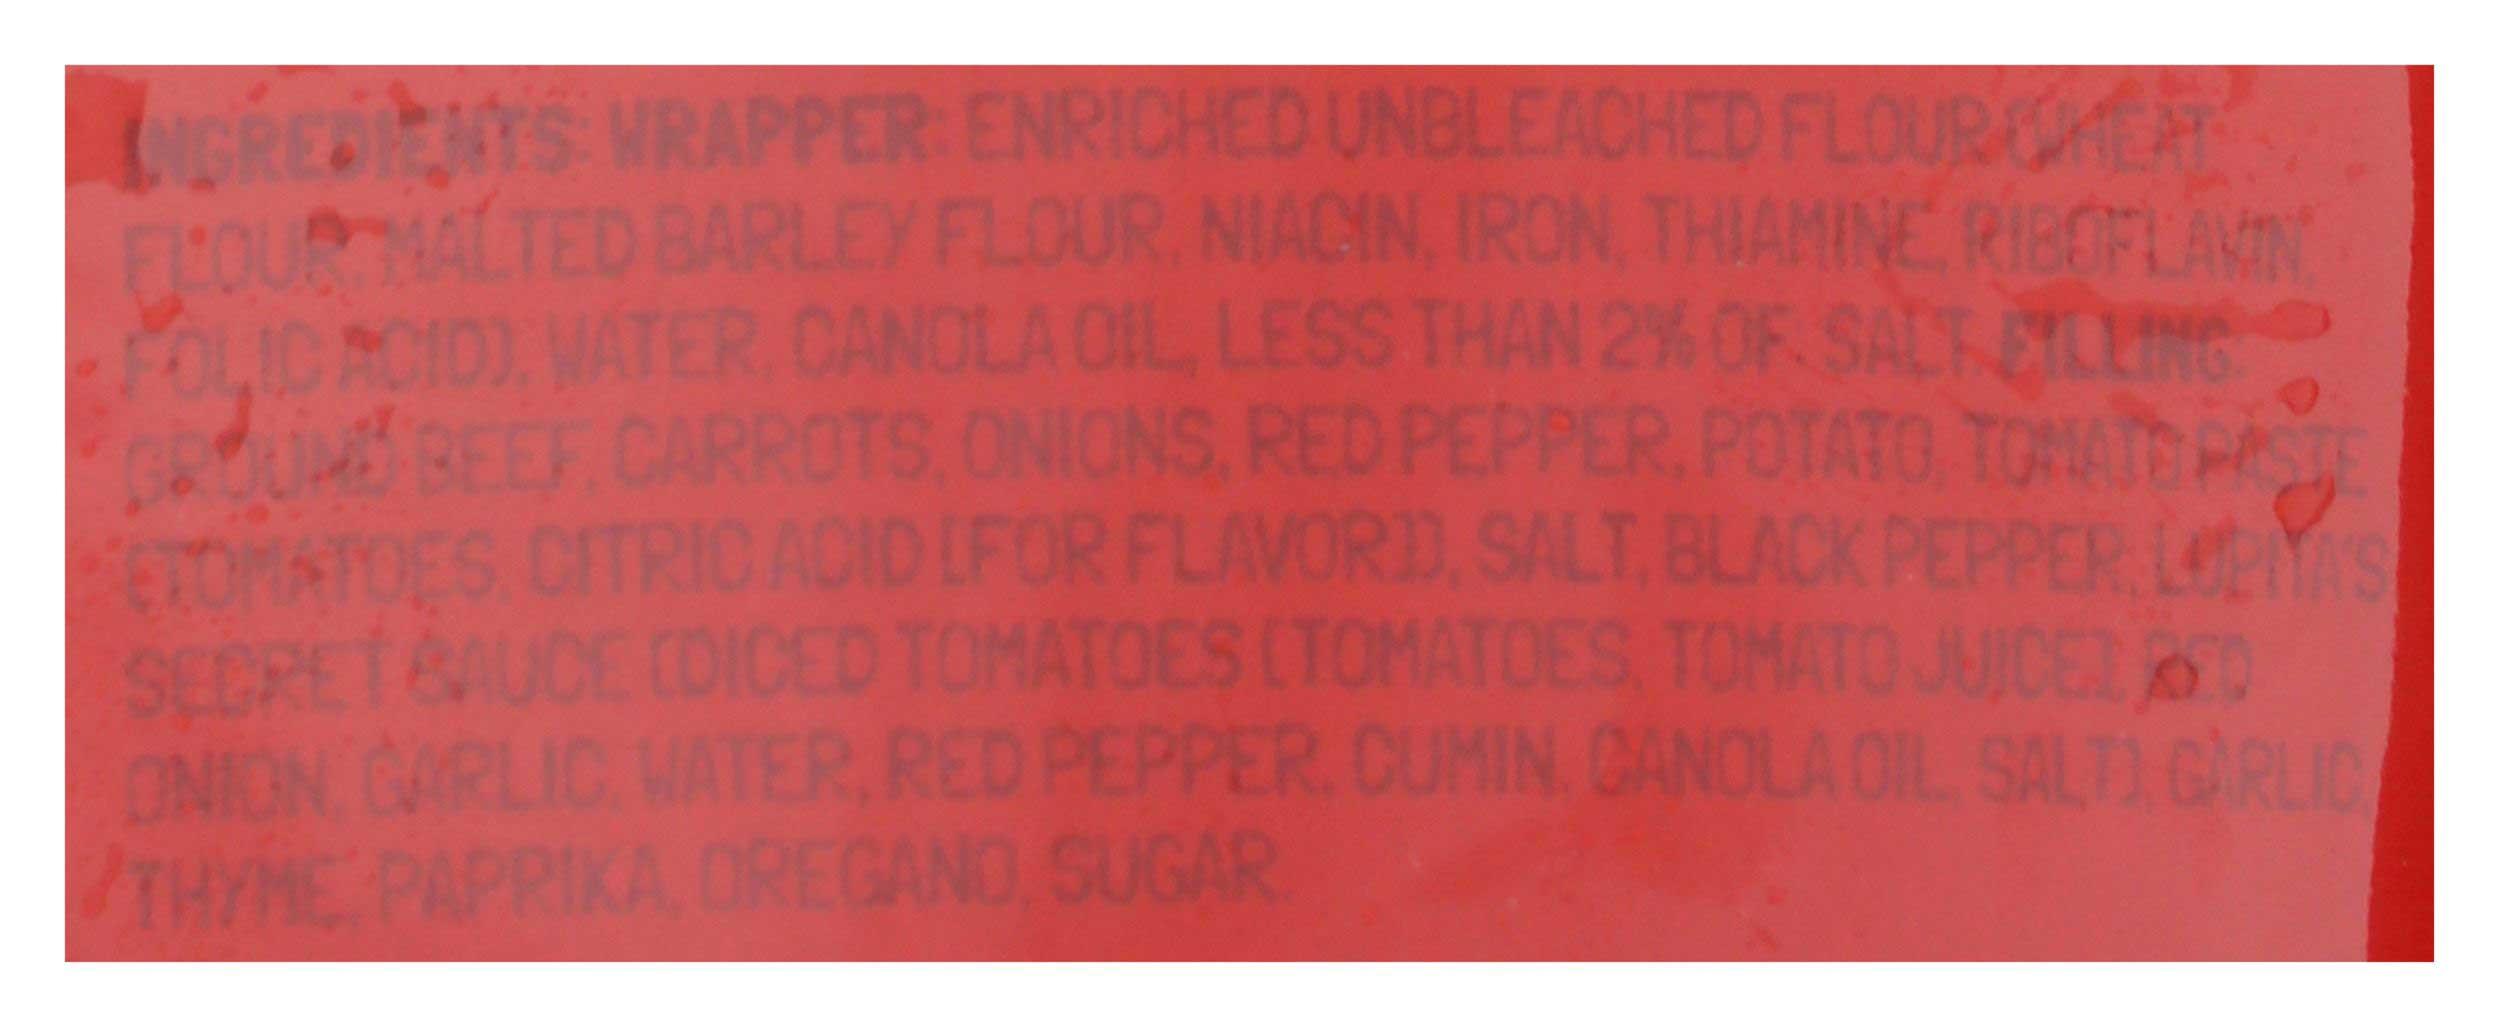 INGREDIENTS: WRAPPER: ENRICHED UNBLEACHED FLOUR (WHEAT
FLOUR, MALTED BARLEY FLOUR, NIACIN, IRON, THIAMINE, RIBOFLAVIN,
FOLIC ACID), WATER, CANOLA OIL, LESS THAN 2% OF. SALT. FILLING:
GROUND BEEF, CARROTS, ONIONS, RED PEPPER, POTATO, TOMATO PASTE
(TOMATOES, CITRIC ACID [FOR FLAVOR]), SALT, BLACK PEPPER, LUPITA'S
SECRET SAUCE (DICED TOMATOES [TOMATOES, TOMATO JUICE], RED
ONION, GARLIC, WATER, RED PEPPER, CUMIN, CANOLA OIL, SALT), GARLIC,
THYME, PAPRIKA, OREGANO, SUGAR.